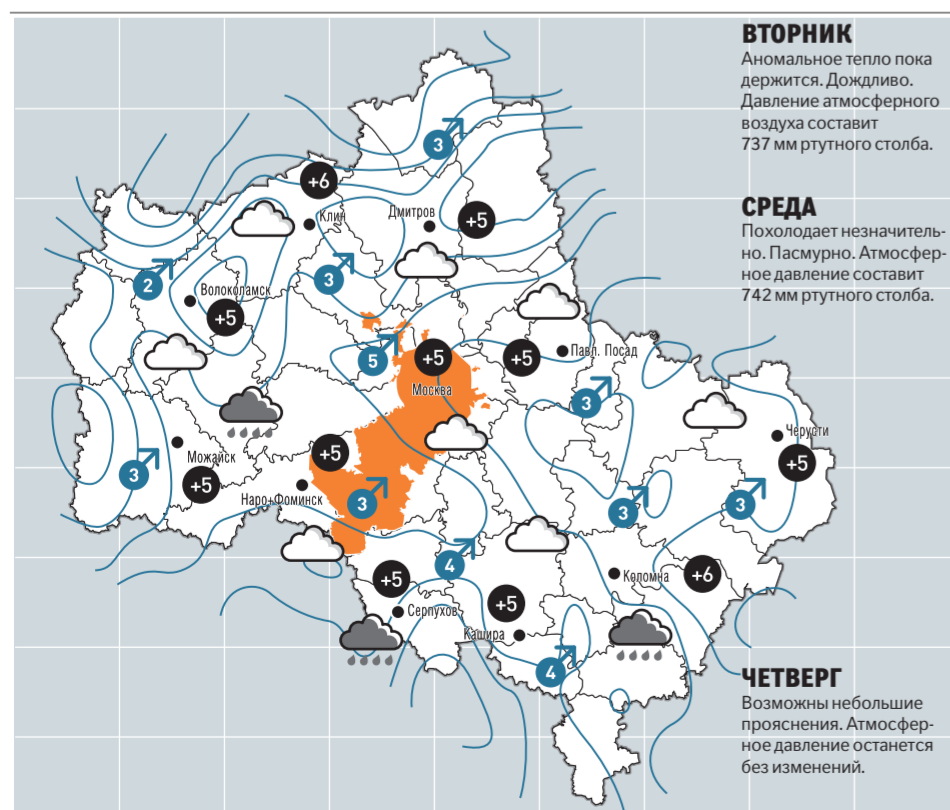 ВТОРНИК
Аномальное тепло пока
держится. Дождливо.
Давление атмосферного
воздуха составит
737 мм ртутного столба.
СРЕДА
Похолодает незначитель-
но. Пасмурно. Атмосфер-
ное давление составит
742 мм ртутного столба.
ЧЕТВЕРГ
Возможны небольшие
прояснения. Атмосфер-
ное давление останется
без изменений.
3
+6
Клин
Дмитров
+5
2
3
Волоколамск
+5
5
+5
Москва
+5
Павл. Посад
3
Можайск
3
+5
+5
Наро-Фоминск
3
Черусти
+5
3
3
4
+5
Серпухов
+5
Кашира
Коломна
+6
4